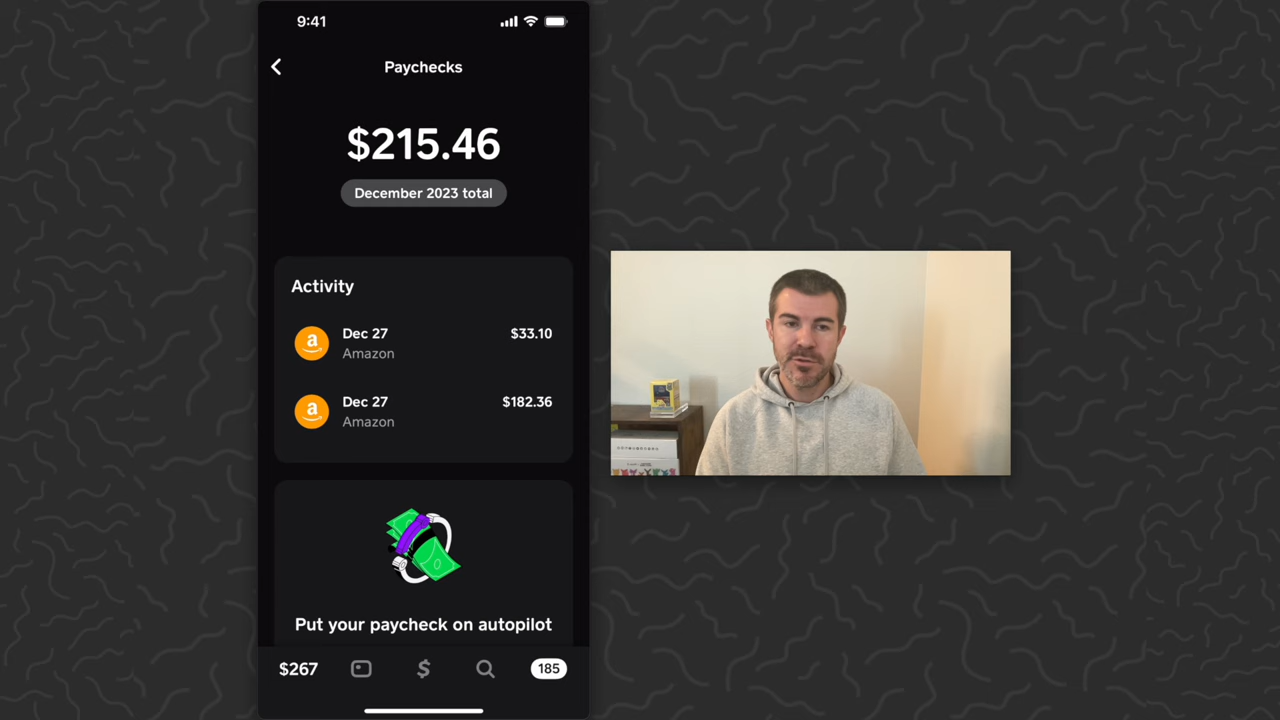 9:41
Paychecks
$215.46
December 2023 total
Activity
Dec 27
$33.10
Amazon
Dec 27
$182.36
Amazon
Put your paycheck on autopilot
$267
$
185